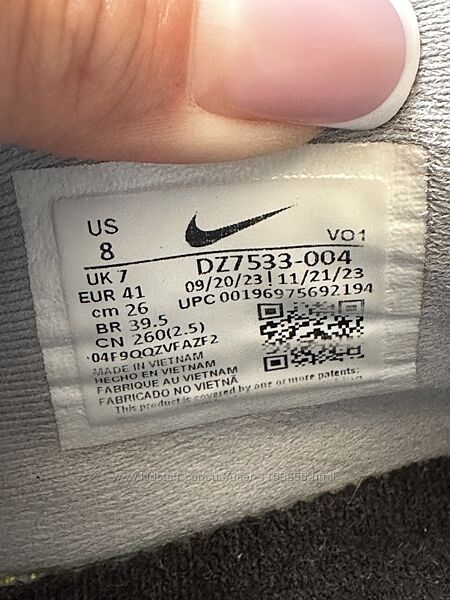 US
8
VO1
UK 7
DZ7533-004
EUR 41
09/20/23 ! 11/21/23
cm 26
UPC 00196975692194
BR 39.5
CN 260(2.5)
04F9QQZVFAZF2
MADE IN VIETNAM
HECHO EN VIETNAM
FABRIQUE AU VIETNAM
FABRICADO NO VIETNÃ
This product is covered by one or more patents: